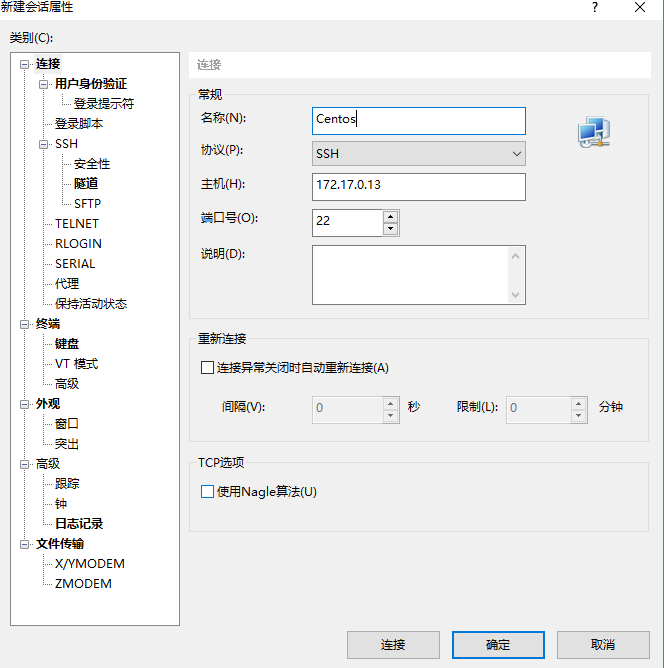 新建会话属性
?
类别(C):
连接
用户身份验证
登录提示符
登录脚本
SSH
安全性
隧道
SFTP
TELNET
RLOGIN
SERIAL
代理
保持活动状态
终端
键盘
VT 模式
高级
外观
窗口
突出
高级
跟踪
钟
日志记录
文件传输
X/YMODEM
ZMODEM
连接
常规
名称(N): Centos
协议(P): SSH
主机(H): 172.17.0.13
端口号(O): 22
说明(D):
重新连接
连接异常关闭时自动重新连接(A)
间隔(V): 0 秒 限制(L): 0 分钟
TCP选项
使用Nagle算法(U)
连接 确定 取消